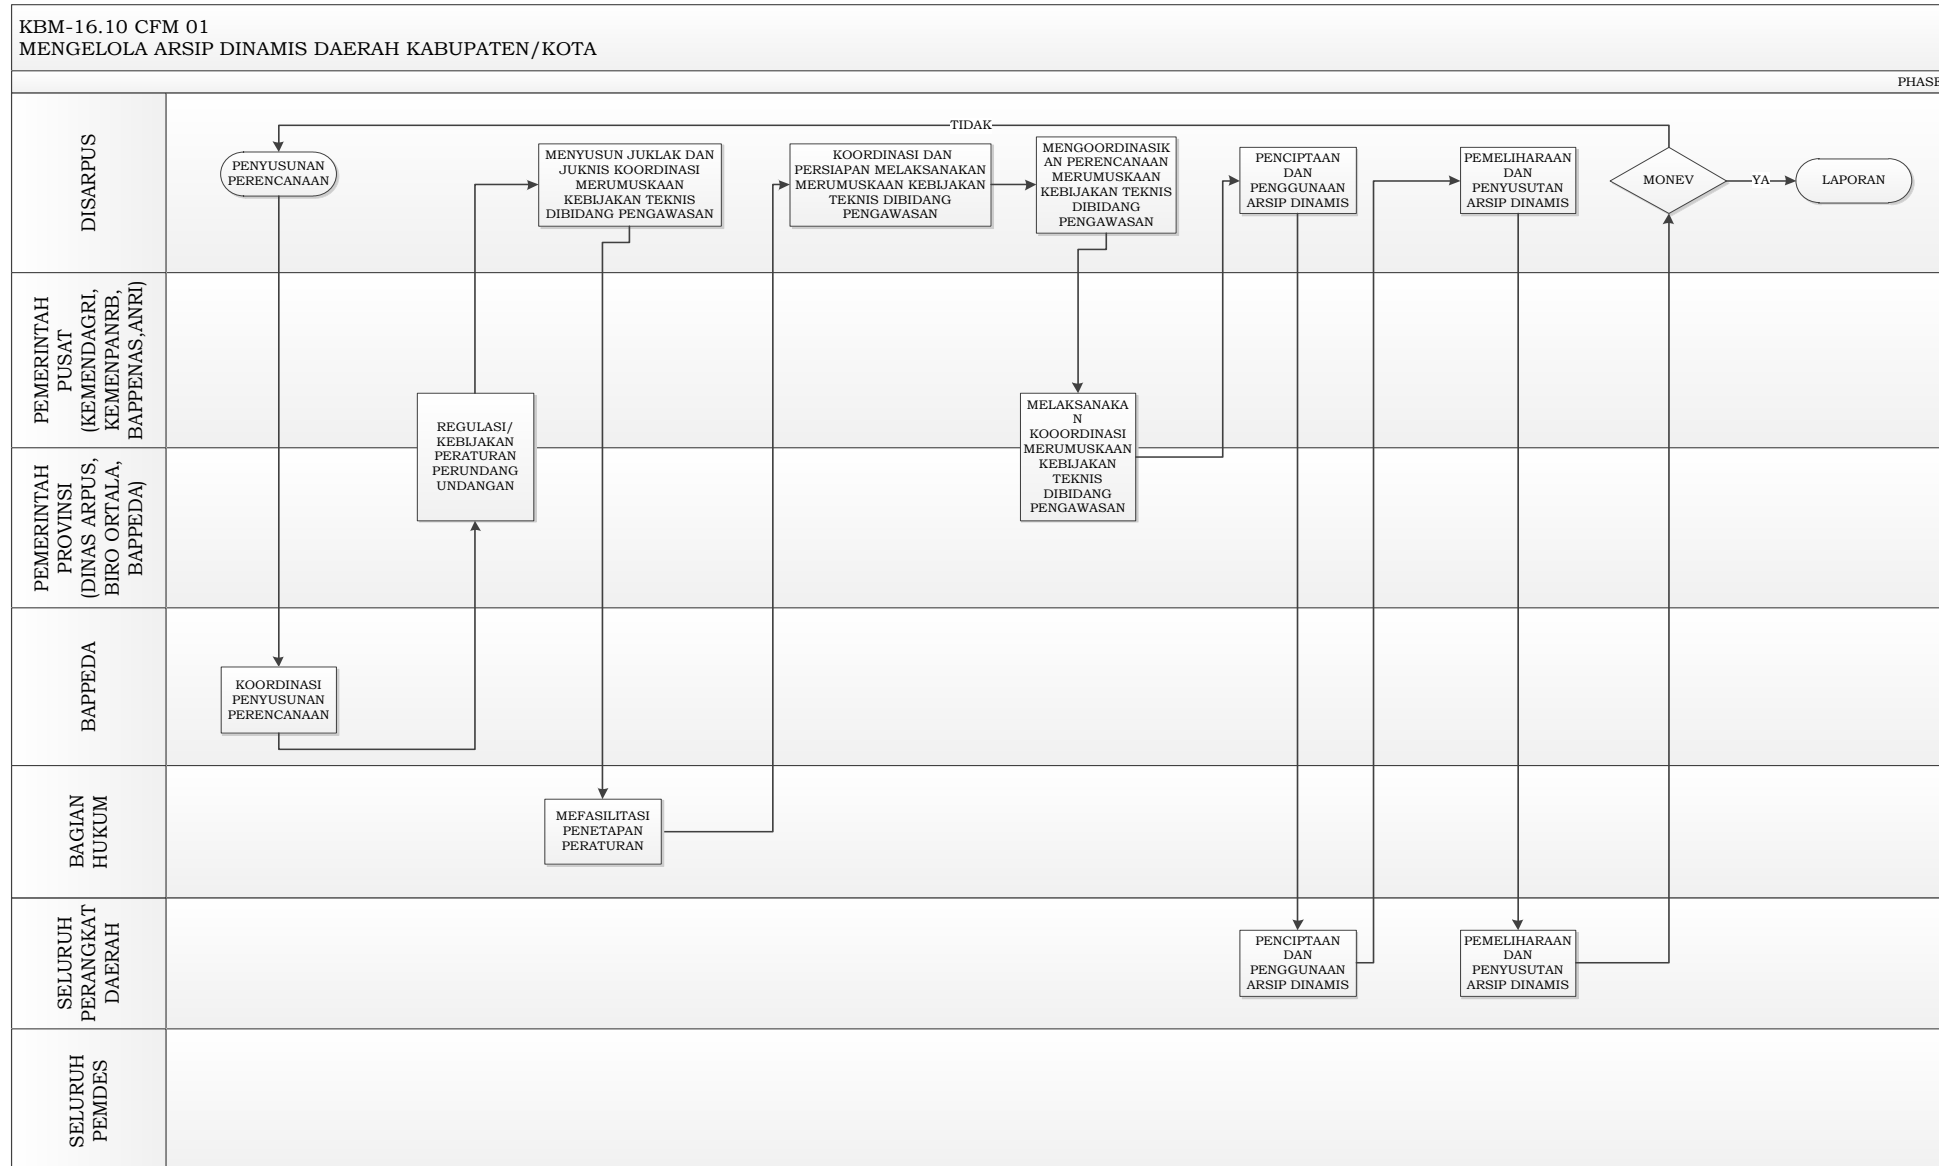 KBM-16.10 CFM 01
MENGELOLA ARSIP DINAMIS DAERAH KABUPATEN/KOTA
PHASE
DISARPUS
TIDAK
PENYUSUNAN
PERENCANAAN
MENYUSUN JUKLAK DAN
JUKNIS KOORDINASI
MERUMUSKAAN
KEBIJAKAN TEKNIS
DIBIDANG PENGAWASAN
KOORDINASI DAN
PERSIAPAN MELAKSANAKAN
MERUMUSKAAN KEBIJAKAN
TEKNIS DIBIDANG
PENGAWASAN
MENGOORDINASIK
AN PERENCANAAN
MERUMUSKAAN
KEBIJAKAN TEKNIS
DIBIDANG
PENGAWASAN
PENCIPTAAN
DAN
PENGGUNAAN
ARSIP DINAMIS
PEMELIHARAAN
DAN
PENYUSUTAN
ARSIP DINAMIS
MONEV
YA
LAPORAN
PEMERINTAH
PUSAT
(KEMENDAGRI,
KEMENPANRB,
BAPPENAS,ANRI)
REGULASI/
KEBIJAKAN
PERATURAN
PERUNDANG
UNDANGAN
MELAKSANAKA
N
KOOORDINASI
MERUMUSKAAN
KEBIJAKAN
TEKNIS
DIBIDANG
PENGAWASAN
PEMERINTAH
PROVINSI
(DINAS ARPUS,
BIRO ORTALA,
BAPPEDA)
BAPPEDA
KOORDINASI
PENYUSUNAN
PERENCANAAN
BAGIAN
HUKUM
MEFASILITASI
PENETAPAN
PERATURAN
SELURUH
PERANGKAT
DAERAH
PENCIPTAAN
DAN
PENGGUNAAN
ARSIP DINAMIS
PEMELIHARAAN
DAN
PENYUSUTAN
ARSIP DINAMIS
SELURUH
PEMDES